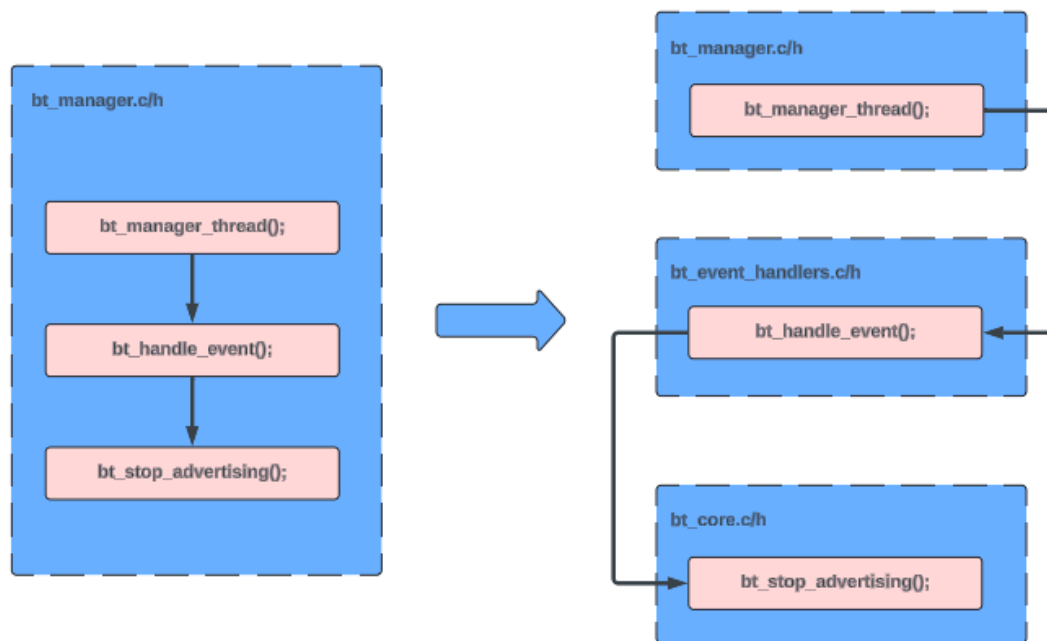 bt_manager.c/h
bt_manager_thread();
bt_handle_event();
bt_stop_advertising();
bt_manager.c/h
bt_manager_thread();
bt_event_handlers.c/h
bt_handle_event();
bt_core.c/h
bt_stop_advertising();